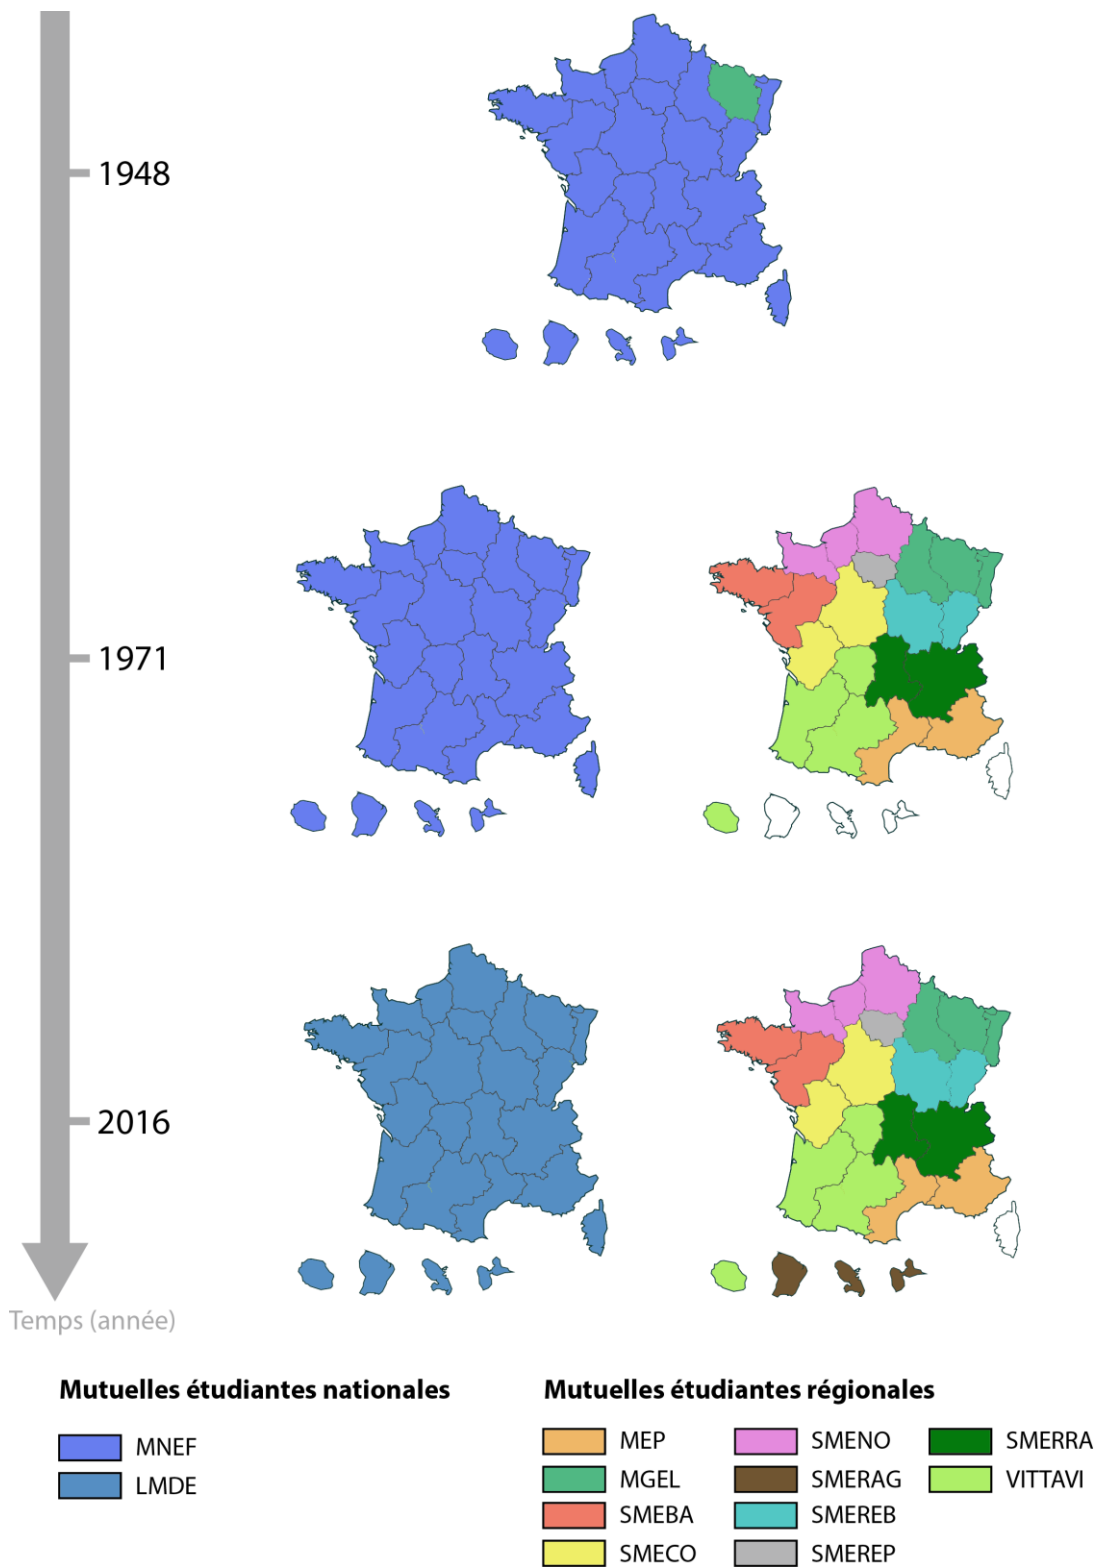 1948
1971
2016
Temps (année)
Mutuelles étudiantes nationales
MNEF
LMDE
Mutuelles étudiantes régionales
MEP
MGEL
SMEBA
SMECO
SMENO
SMERAG
SMEREB
SMEREP
SMERRA
VITTAVI